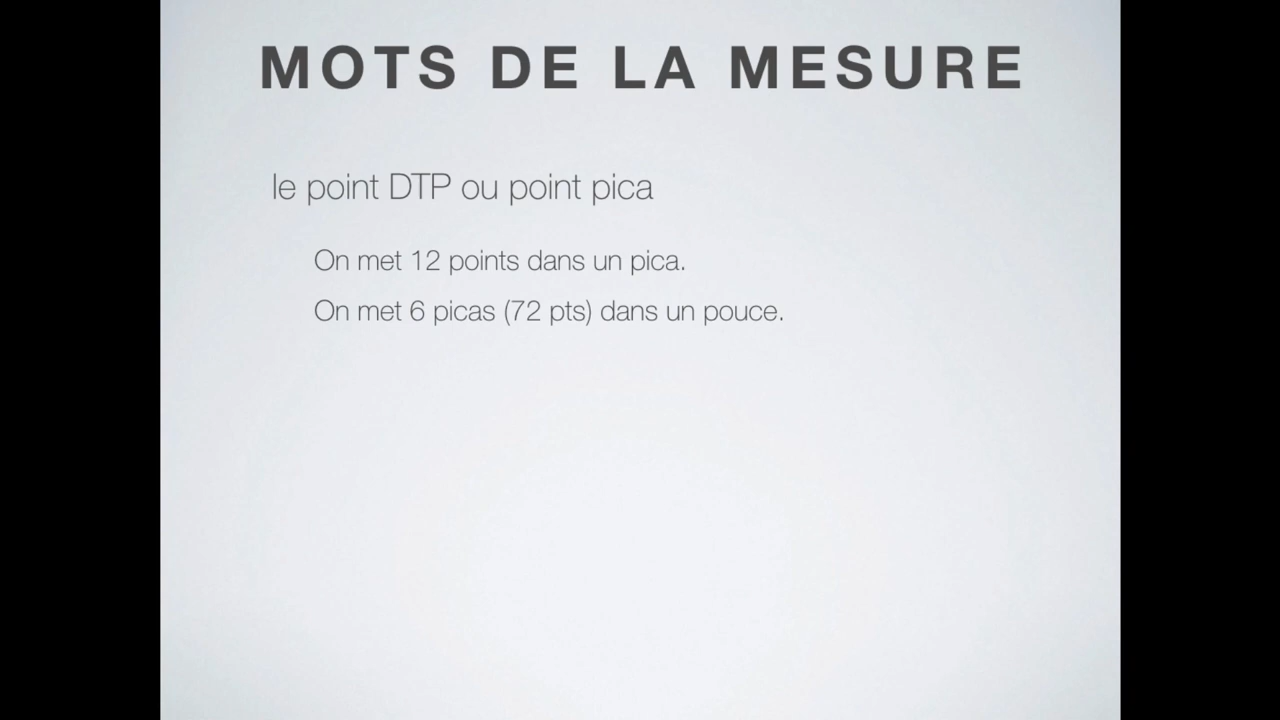 MOTS DE LA MESURE
le point DTP ou point pica
On met 12 points dans un pica.
On met 6 picas (72 pts) dans un pouce.